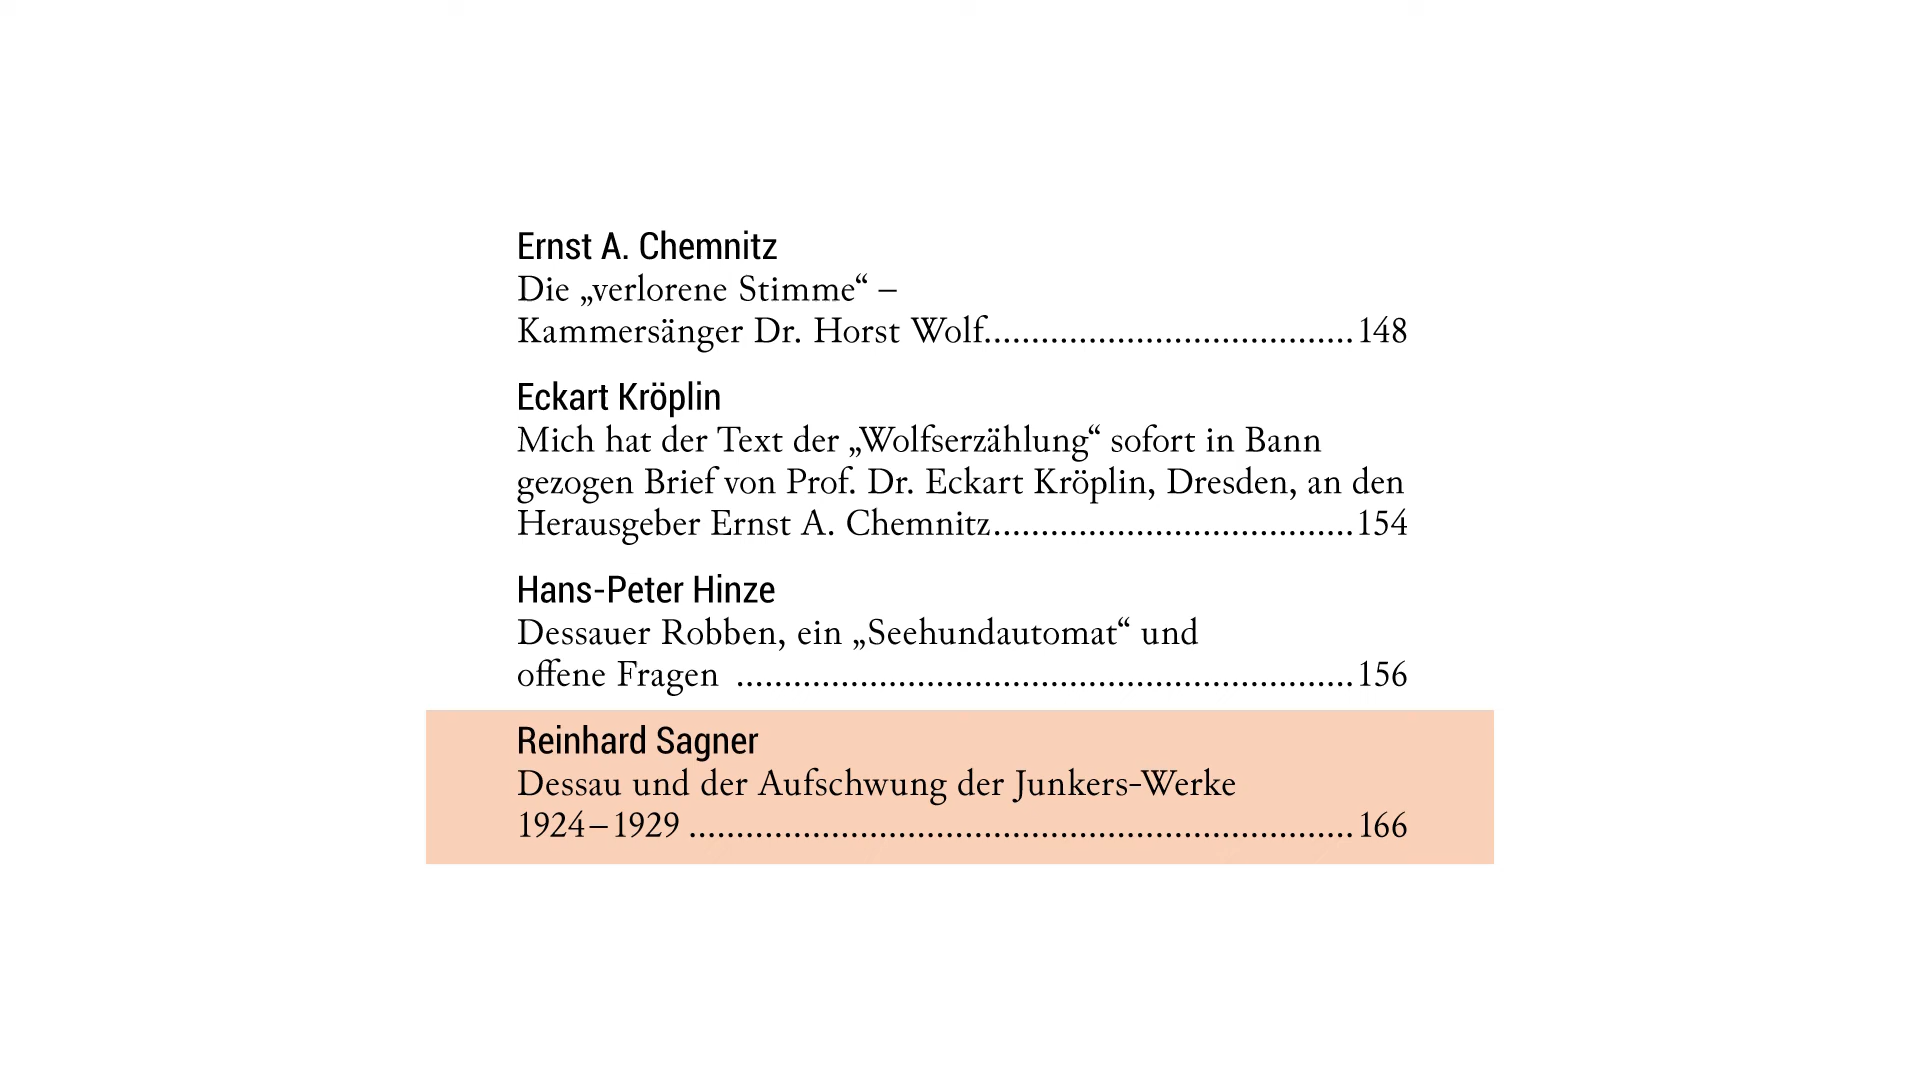 Ernst A. Chemnitz
Die „verlorene Stimme“ –
Kammersänger Dr. Horst Wolf.......................................148
Eckart Kröplin
Mich hat der Text der „Wolfserzählung“ sofort in Bann
gezogen Brief von Prof. Dr. Eckart Kröplin, Dresden, an den
Herausgeber Ernst A. Chemnitz......................................154
Hans-Peter Hinze
Dessauer Robben, ein „Seehundautomat“ und
offene Fragen .................................................................156
Reinhard Sagner
Dessau und der Aufschwung der Junkers-Werke
1924 – 1929 ......................................................................166